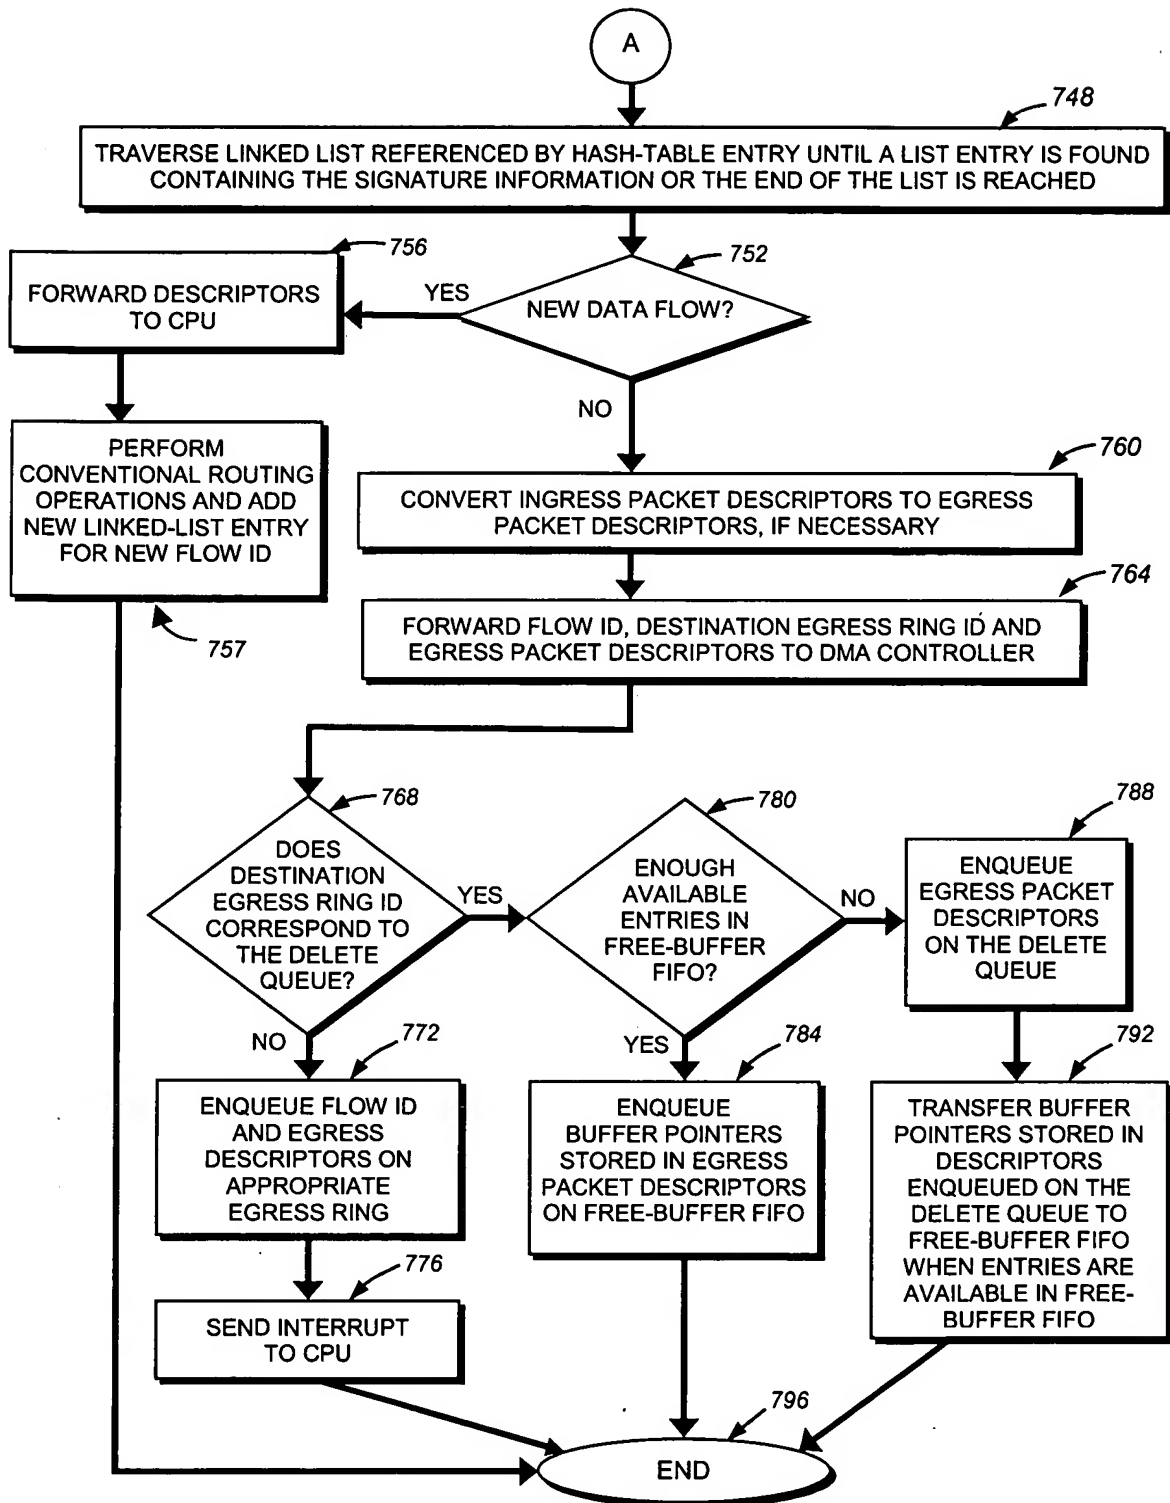 A
748
TRAVERSE LINKED LIST REFERENCED BY HASH-TABLE ENTRY UNTIL A LIST ENTRY IS FOUND
CONTAINING THE SIGNATURE INFORMATION OR THE END OF THE LIST IS REACHED
756
FORWARD DESCRIPTORS
TO CPU
YES
752
NEW DATA FLOW?
NO
PERFORM
CONVENTIONAL ROUTING
OPERATIONS AND ADD
NEW LINKED-LIST ENTRY
FOR NEW FLOW ID
757
760
CONVERT INGRESS PACKET DESCRIPTORS TO EGRESS
PACKET DESCRIPTORS, IF NECESSARY
764
FORWARD FLOW ID, DESTINATION EGRESS RING ID AND
EGRESS PACKET DESCRIPTORS TO DMA CONTROLLER
768
DOES
DESTINATION
EGRESS RING ID
CORRESPOND TO
THE DELETE
QUEUE?
YES
NO
780
ENOUGH
AVAILABLE
ENTRIES IN
FREE-BUFFER
FIFO?
NO
YES
788
ENQUEUE
EGRESS PACKET
DESCRIPTORS
ON THE DELETE
QUEUE
772
ENQUEUE FLOW ID
AND EGRESS
DESCRIPTORS ON
APPROPRIATE
EGRESS RING
784
ENQUEUE
BUFFER POINTERS
STORED IN EGRESS
PACKET DESCRIPTORS
ON FREE-BUFFER FIFO
792
TRANSFER BUFFER
POINTERS STORED IN
DESCRIPTORS
ENQUEUED ON THE
DELETE QUEUE TO
FREE-BUFFER FIFO
WHEN ENTRIES ARE
AVAILABLE IN FREE-
BUFFER FIFO
776
SEND INTERRUPT
TO CPU
796
END